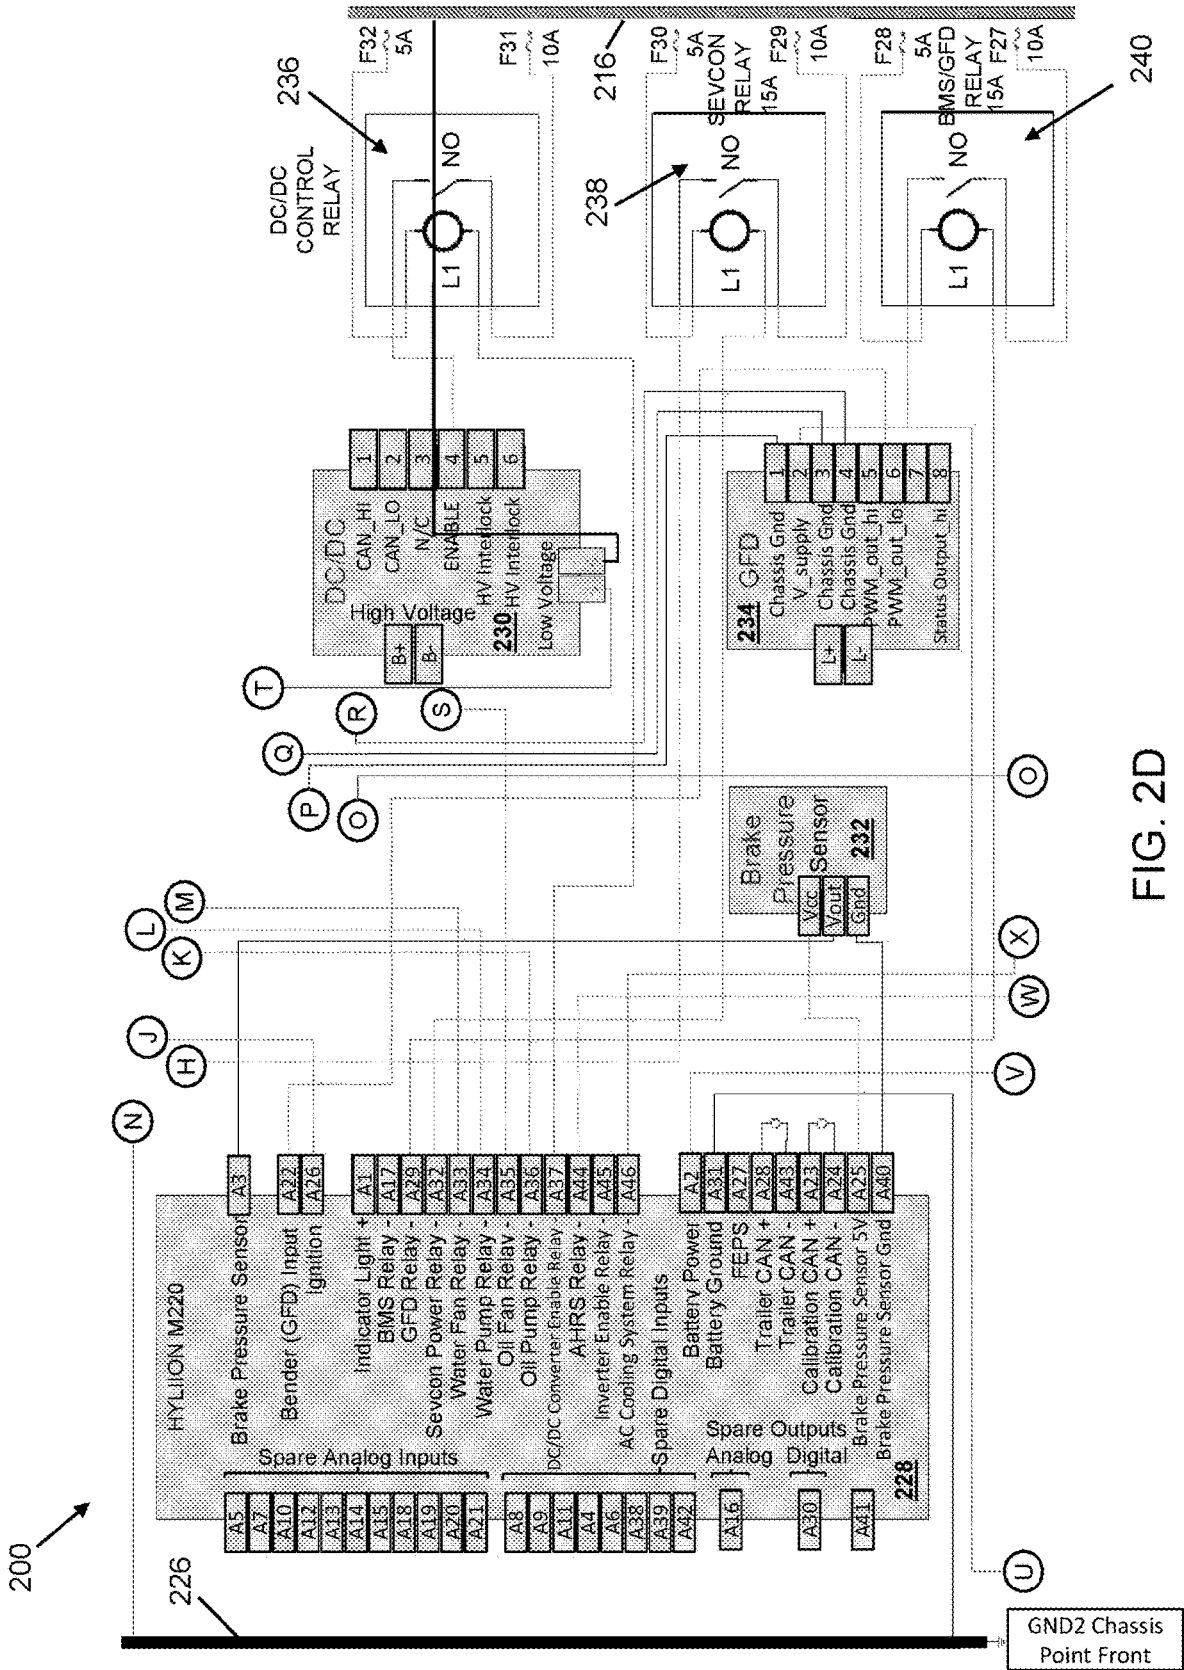 200
226
GND2 Chassis
Point Front
N
J
H
L
K
M
P
O
Q
R
T
S
U
V
W
X
O
HYLIION M220
228
Brake Pressure Sensor
A3
Bender (GFD) Input
A22
Ignition
A26
Indicator Light +
A1
BMS Relay -
A17
GFD Relay -
A29
Sevcon Power Relay -
A32
Water Fan Relay -
A33
Water Pump Relay -
A34
Oil Fan Relay -
A35
Oil Pump Relay -
A36
DC/DC Converter Enable Relay -
A37
AHRS Relay -
A44
Inverter Enable Relay -
A45
AC Cooling System Relay -
A46
Battery Power
A2
Battery Ground
A31
FEPS
A27
Trailer CAN +
A28
Trailer CAN -
A43
Calibration CAN +
A23
Calibration CAN -
A24
Brake Pressure Sensor 5V
A25
Brake Pressure Sensor Gnd
A40
Spare Analog Inputs
A5
A7
A10
A12
A13
A14
A15
A18
A19
A20
A21
Spare Digital Inputs
A8
A9
A11
A4
A6
A38
A39
A42
Spare Outputs
Analog
Digital
A16
A30
A41
Brake
Pressure
Sensor
232
Vcc
Vout
Gnd
DC/DC
230
High Voltage
B+
B-
CAN_HI
1
CAN_LO
2
N/C
3
ENABLE
4
HV Interlock
5
HV Interlock
6
Low Voltage
234
GFD
L+
L-
Chassis Gnd
V_supply
Chassis Gnd
Chassis Gnd
PWM_out_hi
PWM_out_lo
Status Output_hi
1
2
3
4
5
6
7
8
DC/DC
CONTROL
RELAY
236
L1
NO
F32
5A
F31
10A
216
SEVCON
RELAY
15A
238
L1
NO
F30
5A
F29
10A
BMS/GFD
RELAY
15A
240
L1
NO
F28
5A
F27
10A
FIG. 2D